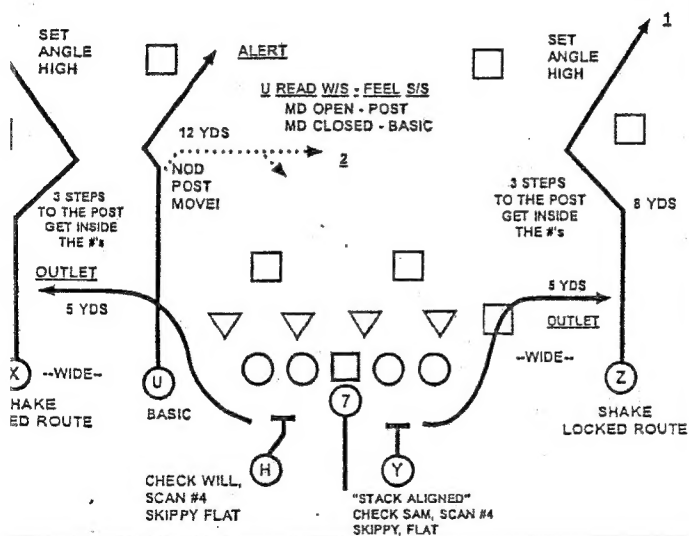 SET
ANGLE
HIGH
ALERT
U READ W/S - FEEL S/S
MD OPEN - POST
MD CLOSED - BASIC
SET
ANGLE
HIGH
1
12 YDS
2
NOD
POST
MOVE!
3 STEPS
TO THE POST
GET INSIDE
THE #'s
3 STEPS
TO THE POST
GET INSIDE
THE #'s
8 YDS
OUTLET
5 YDS
5 YDS
OUTLET
X
--WIDE--
U
7
--WIDE--
Z
HAKE
ED ROUTE
BASIC
SHAKE
LOCKED ROUTE
H
Y
CHECK WILL,
SCAN #4
SKIPPY FLAT
"STACK ALIGNED"
CHECK SAM, SCAN #4
SKIPPY, FLAT